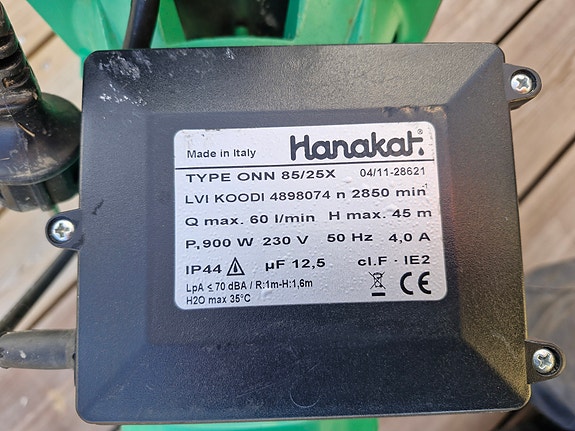 Made in Italy Hanakat®
TYPE ONN 85/25X 04/11-28621
LVI KOODI 4898074 n 2850 min⁻¹
Q max. 60 l/min H max. 45 m
P₁900 W 230 V 50 Hz 4,0 A
IP44 µF 12,5 cl.F · IE2
LpA ≤ 70 dBA / R:1m-H:1,6m
H2O max 35°C
CE